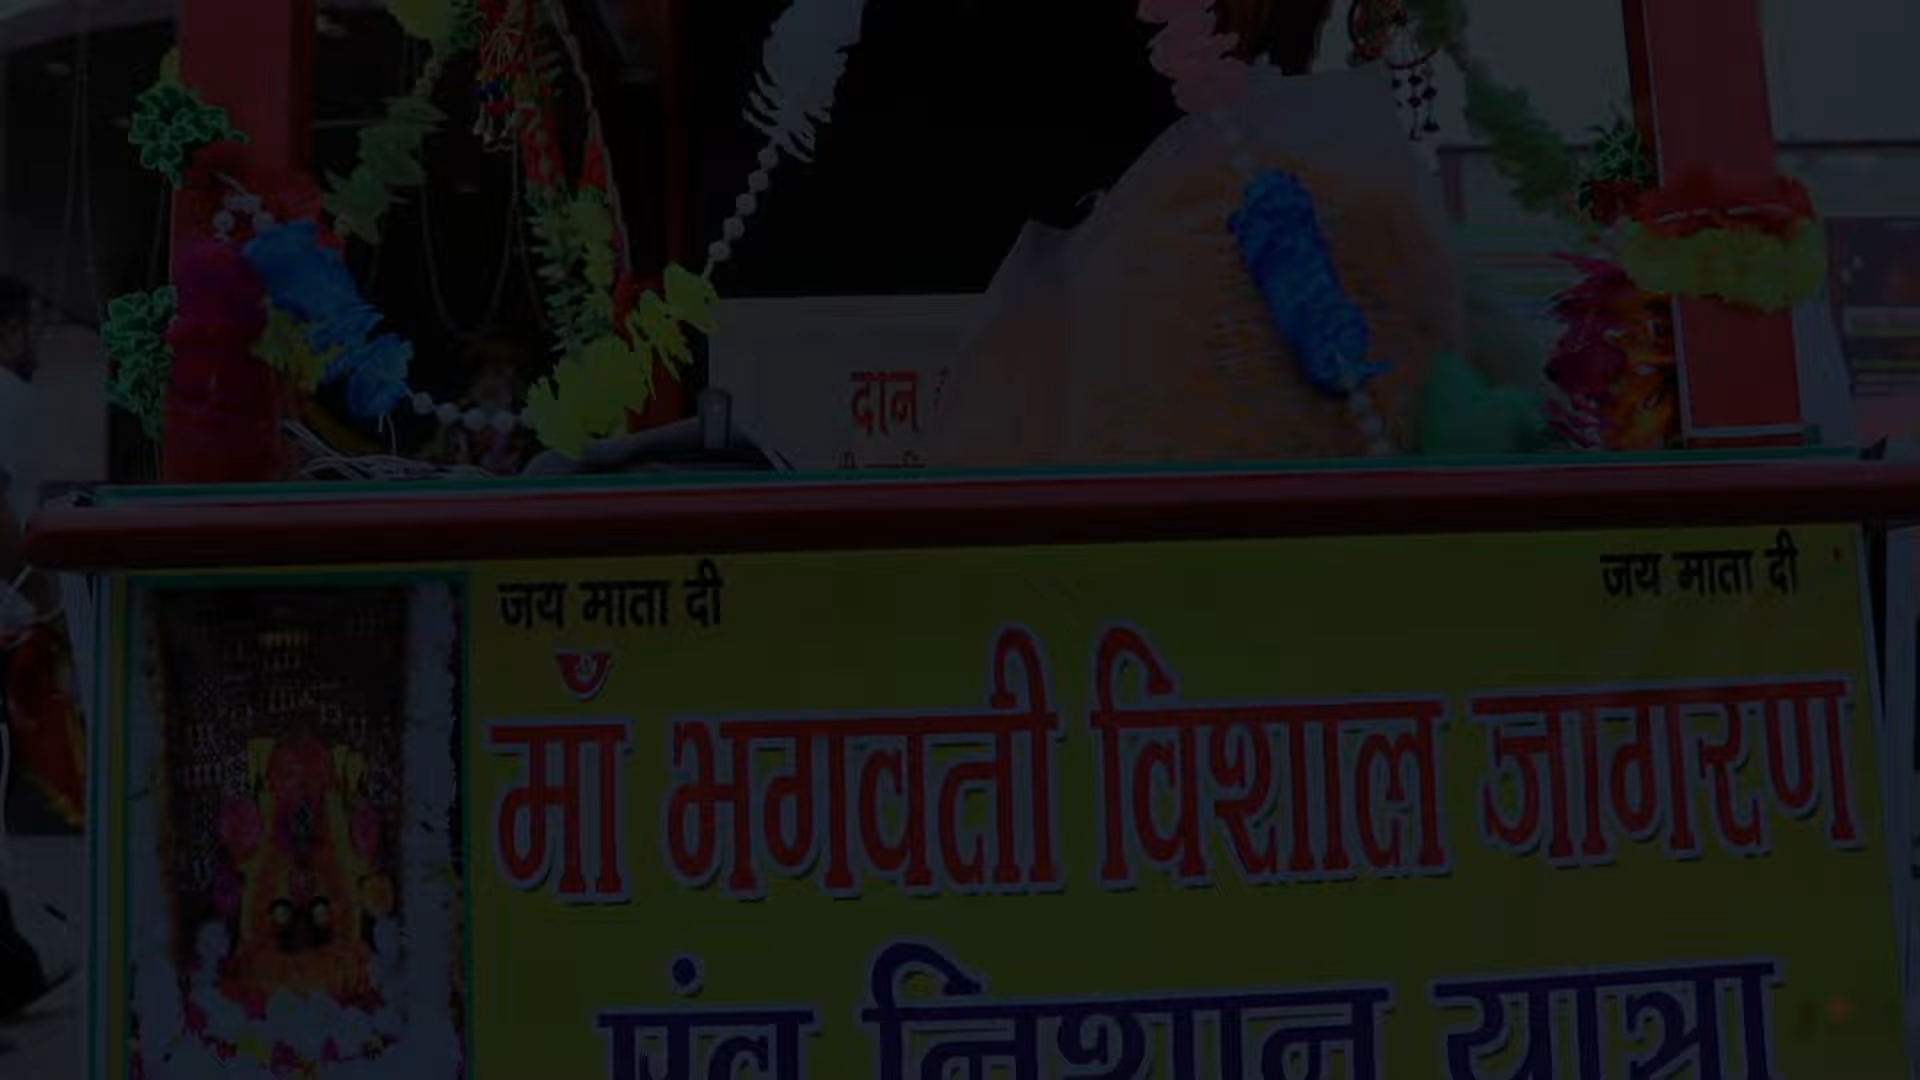 दान
जय माता दी
जय माता दी
माँ भगवती विशाल जागरण
एंव निशान यात्रा